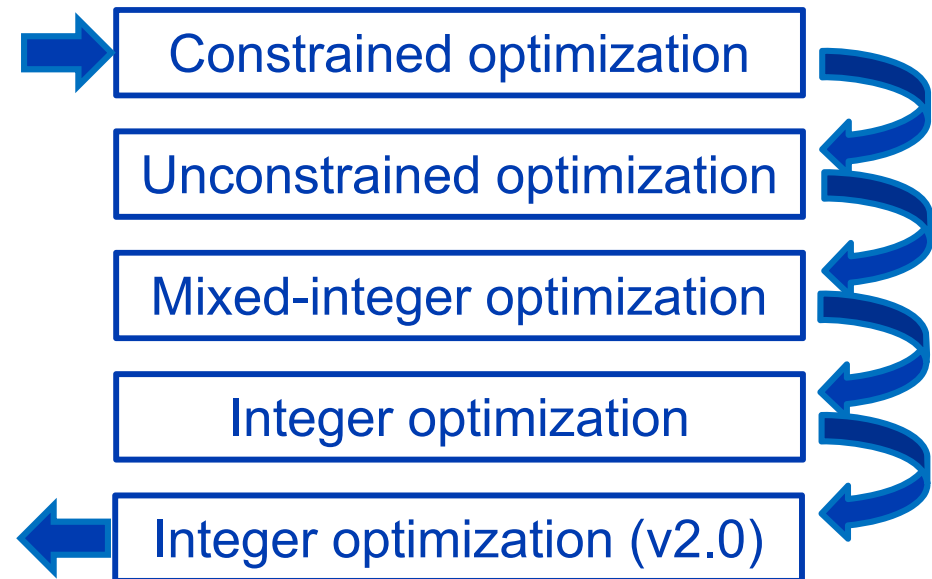 Constrained optimization
Unconstrained optimization
Mixed-integer optimization
Integer optimization
Integer optimization (v2.0)